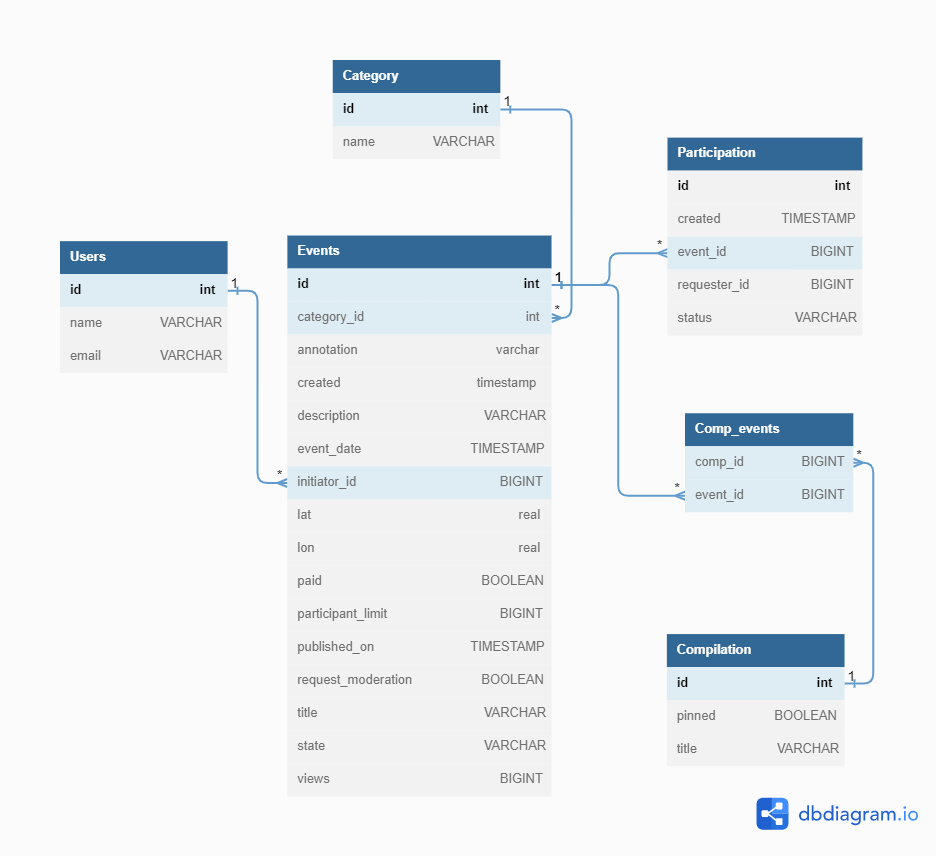 Category
id int
name VARCHAR
1
Participation
id int
created TIMESTAMP
* event_id BIGINT
requester_id BIGINT
status VARCHAR
Users
id int
name VARCHAR
email VARCHAR
1
Events
id int
category_id int
annotation varchar
created timestamp
description VARCHAR
event_date TIMESTAMP
initiator_id BIGINT
lat real
lon real
paid BOOLEAN
participant_limit BIGINT
published_on TIMESTAMP
request_moderation BOOLEAN
title VARCHAR
state VARCHAR
views BIGINT
1
*
*
Comp_events
comp_id BIGINT
event_id BIGINT
*
*
Compilation
id int
pinned BOOLEAN
title VARCHAR
1
dbdiagram.io